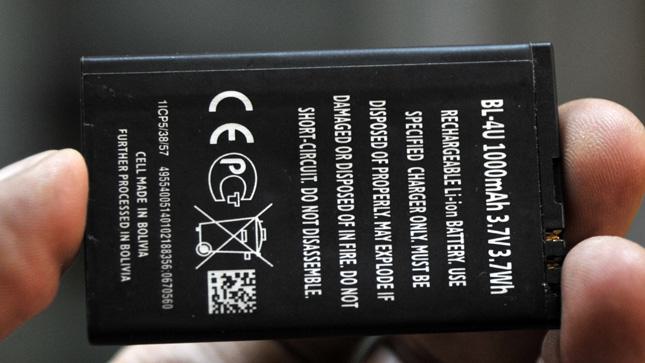 BL-4U 1000mAh 3.7V 3.7Wh
RECHARGEABLE Li-ion BATTERY. USE
SPECIFIED CHARGER ONLY. MUST BE
DISPOSED OF PROPERLY. MAY EXPLODE IF
DAMAGED OR DISPOSED OF IN FIRE. DO NOT
SHORT-CIRCUIT. DO NOT DISASSEMBLE.
CE
PCT
1ICP5/38/57 4955400514010218835 6.0670560
CELL MADE IN BOLIVIA
FURTHER PROCESSED IN BOLIVIA